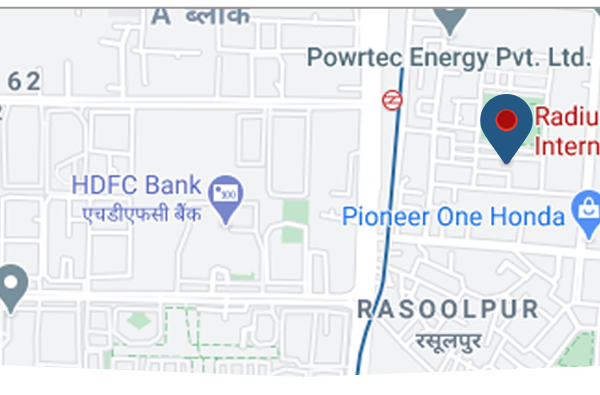 A ब्लॉक
Powrtec Energy Pvt. Ltd.
62
Radiu
Intern
HDFC Bank
एचडीएफसी बैंक
Pioneer One Honda
RASOOLPUR
रसूलपुर